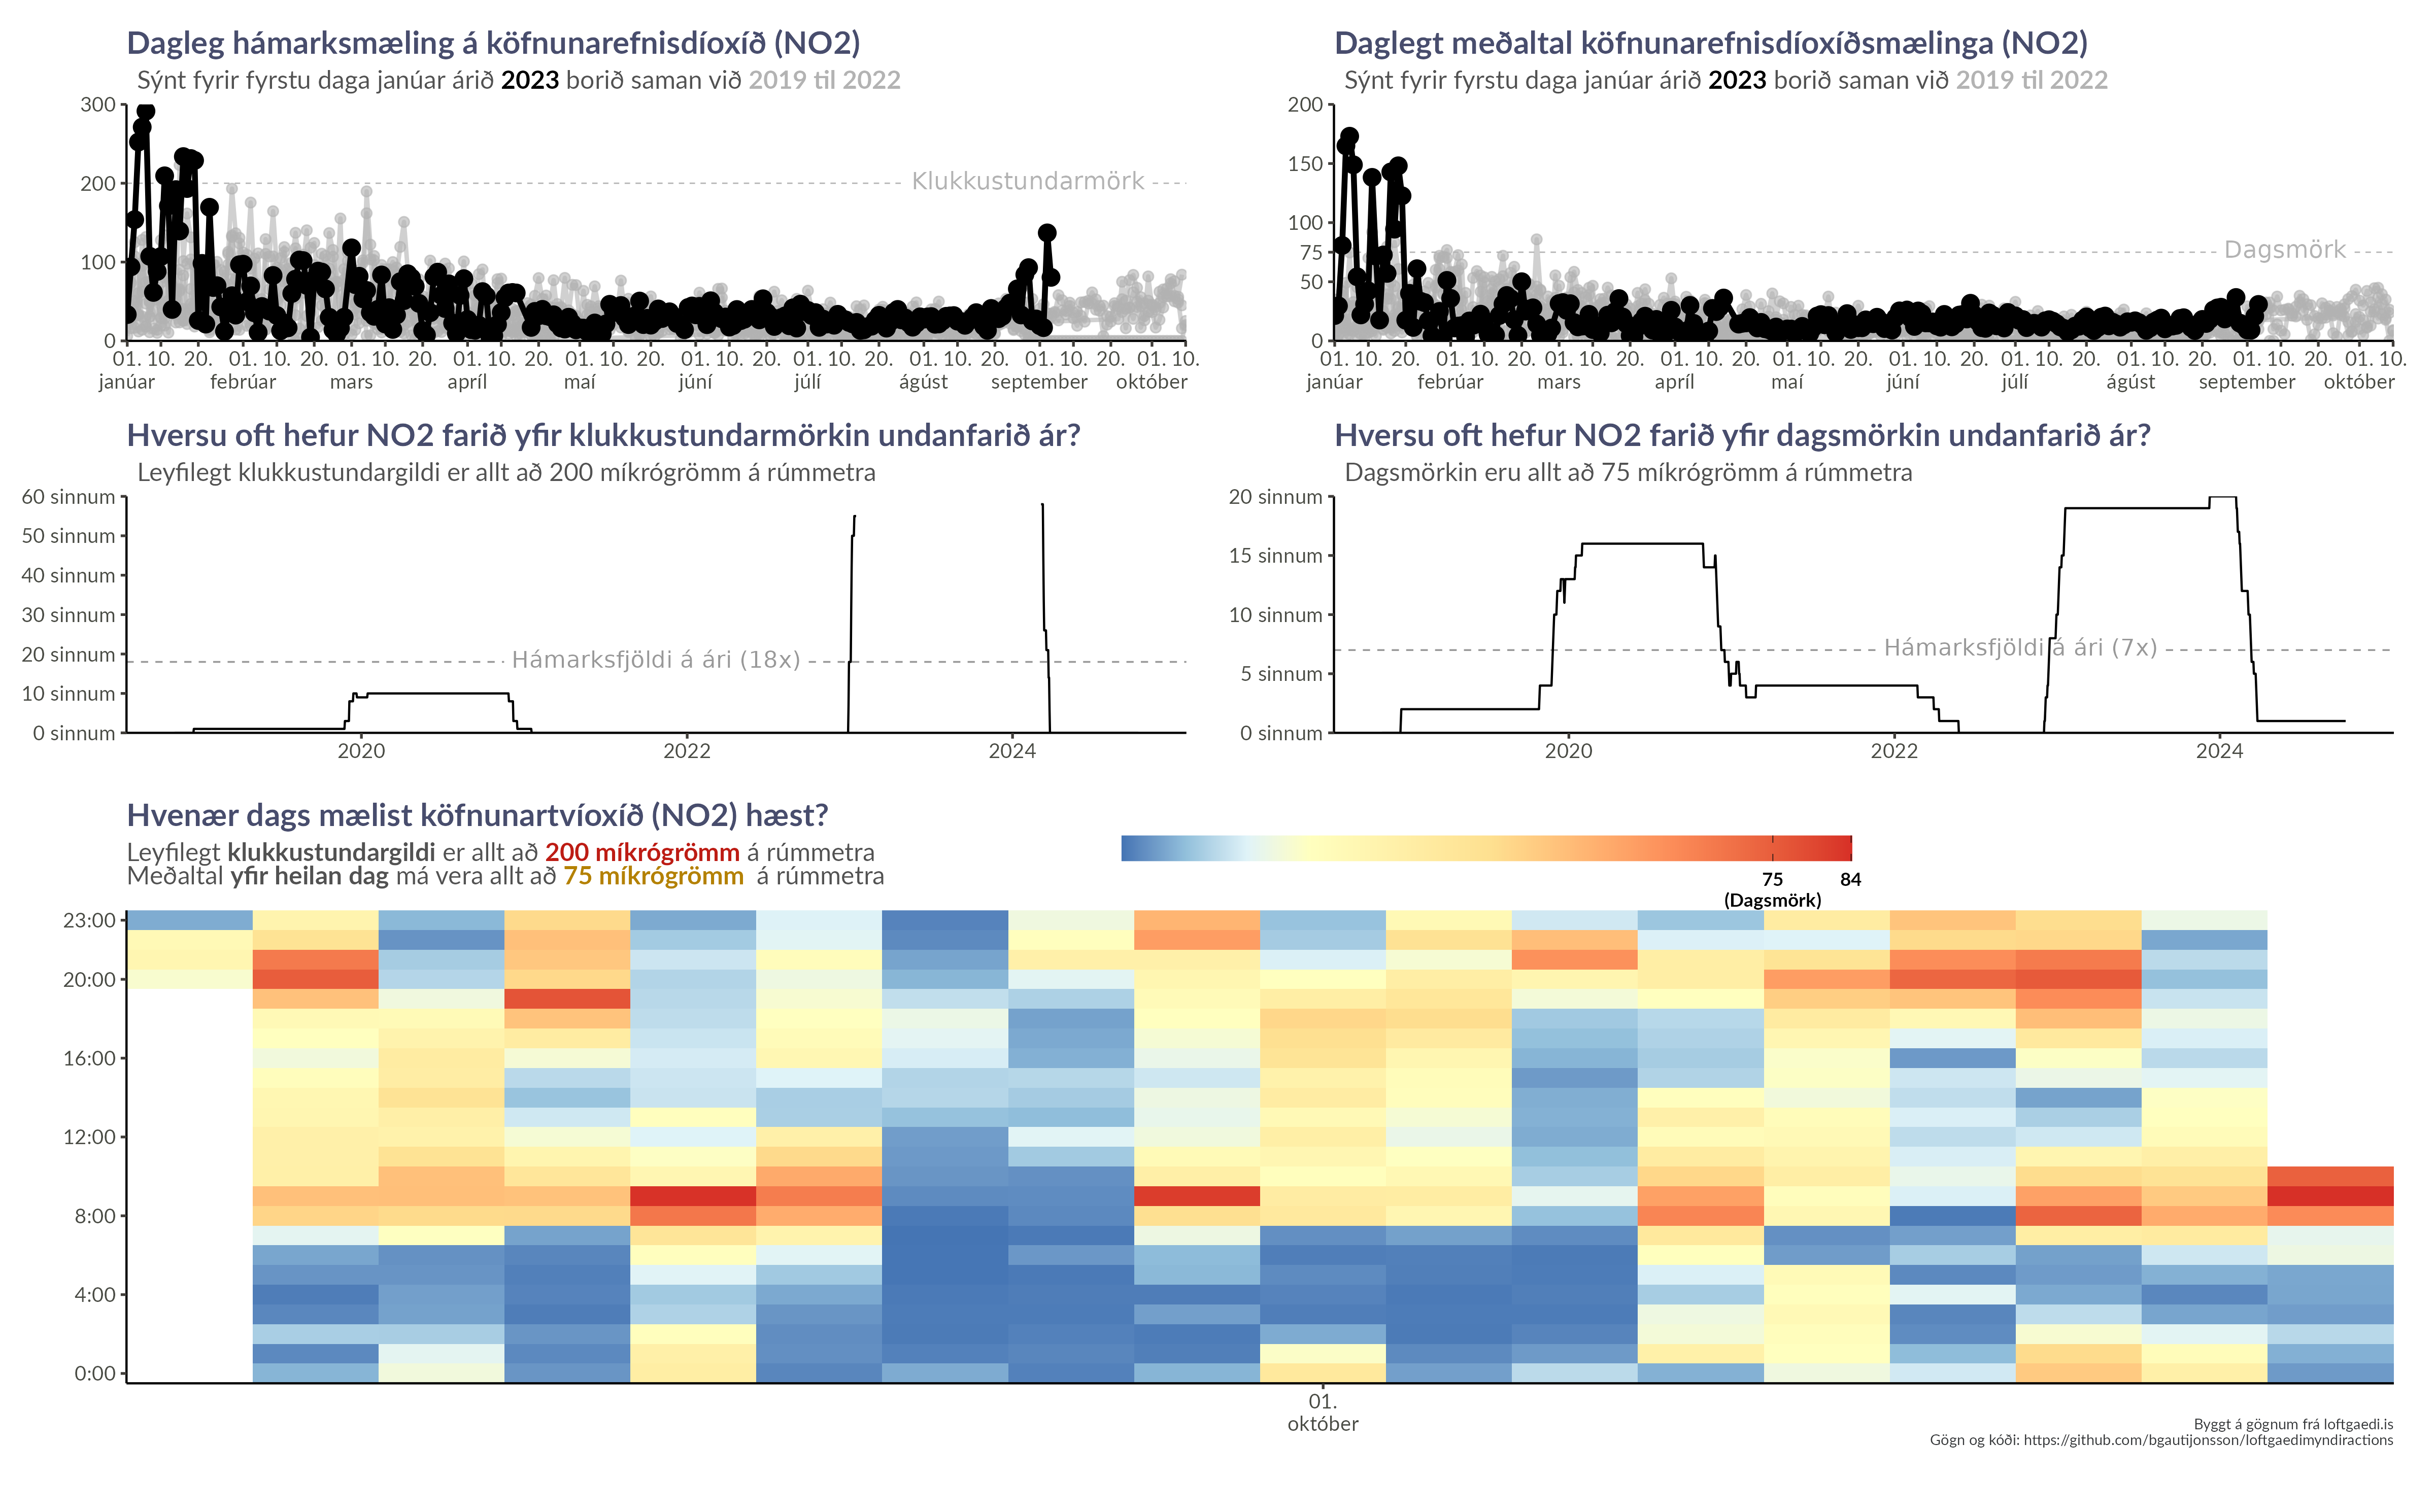 Dagleg hámarksmæling á köfnunarefnisdíoxíð (NO2)
Sýnt fyrir fyrstu daga janúar árið 2023 borið saman við 2019 til 2022
300
200
100
0
Klukkustundarmörk
01. 10. 20. 01. 10. 20. 01. 10. 20. 01. 10. 20. 01. 10. 20. 01. 10. 20. 01. 10. 20. 01. 10. 20. 01. 10. 20. 01. 10.
janúar febrúar mars apríl maí júní júlí ágúst september október
Daglegt meðaltal köfnunarefnisdíoxíðsmælinga (NO2)
Sýnt fyrir fyrstu daga janúar árið 2023 borið saman við 2019 til 2022
200
150
100
75
50
0
Dagsmörk
01. 10. 20. 01. 10. 20. 01. 10. 20. 01. 10. 20. 01. 10. 20. 01. 10. 20. 01. 10. 20. 01. 10. 20. 01. 10. 20. 01. 10.
janúar febrúar mars apríl maí júní júlí ágúst september október
Hversu oft hefur NO2 farið yfir klukkustundarmörkin undanfarið ár?
Leyfilegt klukkustundargildi er allt að 200 míkrógrömm á rúmmetra
60 sinnum
50 sinnum
40 sinnum
30 sinnum
20 sinnum
10 sinnum
0 sinnum
Hámarksfjöldi á ári (18x)
2020 2022 2024
Hversu oft hefur NO2 farið yfir dagsmörkin undanfarið ár?
Dagsmörkin eru allt að 75 míkrógrömm á rúmmetra
20 sinnum
15 sinnum
10 sinnum
5 sinnum
0 sinnum
Hámarksfjöldi á ári (7x)
2020 2022 2024
Hvenær dags mælist köfnunartvíoxíð (NO2) hæst?
Leyfilegt klukkustundargildi er allt að 200 míkrógrömm á rúmmetra
Meðaltal yfir heilan dag má vera allt að 75 míkrógrömm á rúmmetra
75 84
(Dagsmörk)
23:00
20:00
16:00
12:00
8:00
4:00
0:00
01.
október
Byggt á gögnum frá loftgaedi.is
Gögn og kóði: https://github.com/bgautijonsson/loftgaedimyndiractions